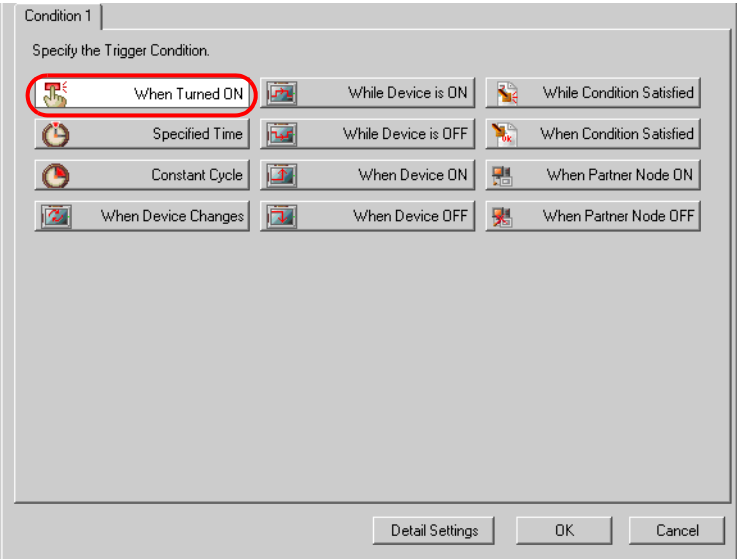 Condition 1
Specify the Trigger Condition.
When Turned ON
While Device is ON
While Condition Satisfied
Specified Time
While Device is OFF
When Condition Satisfied
Constant Cycle
When Device ON
When Partner Node ON
When Device Changes
When Device OFF
When Partner Node OFF
Detail Settings
OK
Cancel